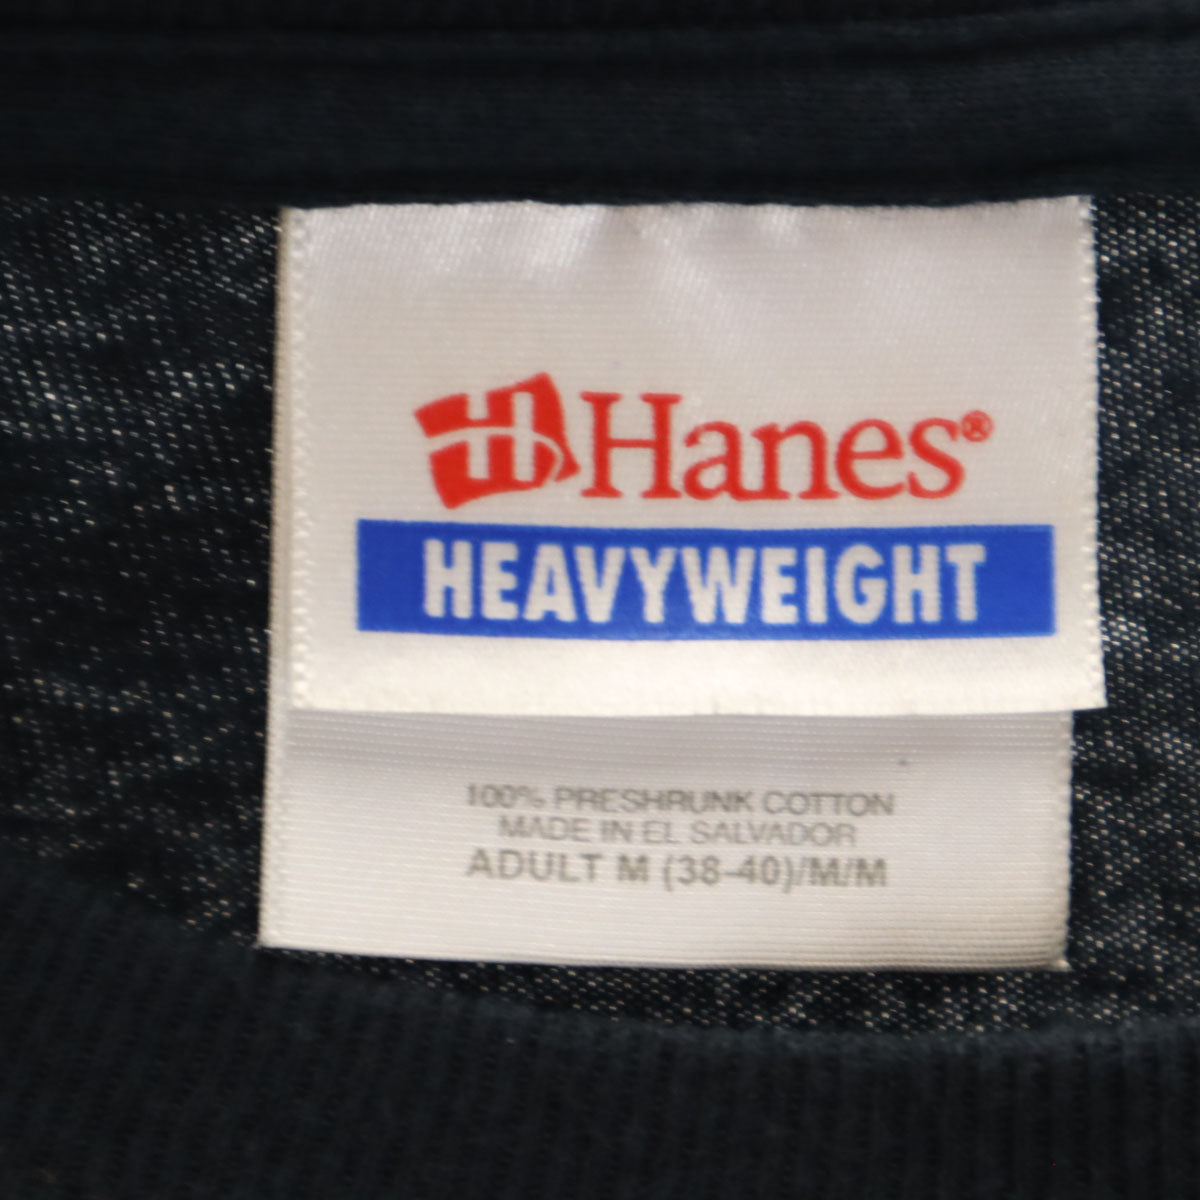 H Hanes®
HEAVYWEIGHT
100% PRESHRUNK COTTON
MADE IN EL SALVADOR
ADULT M (38-40)/M/M